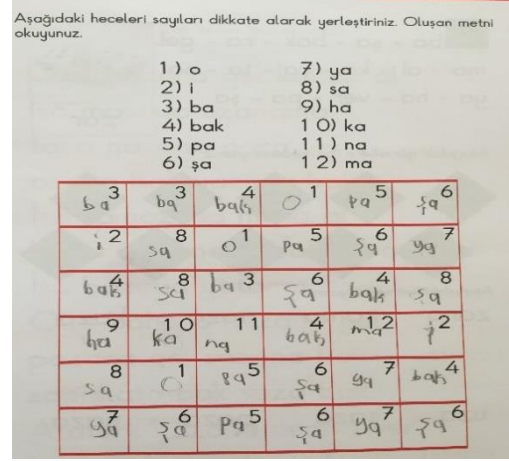 Aşağıdaki heceleri sayıları dikkate alarak yerleştiriniz. Oluşan metni
okuyunuz.
1) o 7) ya
2) i 8) sa
3) ba 9) ha
4) bak 10) ka
5) pa 11) na
6) şa 12) ma
ba 3 ba 3 bak 4 o 1 pa 5 şa 6
i 2 sa 8 o 1 pa 5 şa 6 ya 7
bak 4 sa 8 ba 3 şa 6 bak 4 şa 8
ha 9 ka 10 na 11 bak 4 ma 12 i 2
sa 8 o 1 pa 5 şa 6 ya 7 bak 4
ya 7 şa 6 pa 5 şa 6 ya 7 şa 6